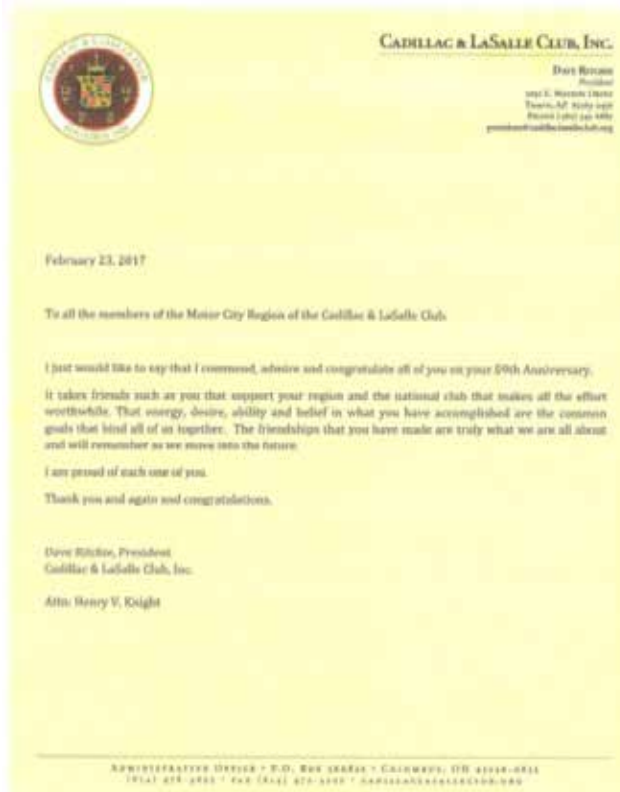 CADILLAC & LASALLE CLUB, INC.
President
February 23, 2017
To all the members of the Motor City Region of the Cadillac & LaSalle Club
I just would like to say that I commend, admire and congratulate all of you on your 59th Anniversary.
It takes friends such as you that support your region and the national club that makes all the effort
worthwhile. That energy, desire, ability and belief in what you have accomplished are the common
goals that bind all of us together. The friendships that you have made are truly what we are all about
and will remember as we move into the future.
I am proud of each one of you.
Thank you and again and congratulations.
Dave Ritchie, President
Cadillac & LaSalle Club, Inc.
Attn: Henry V. Knight
ADMINISTRATIVE OFFICE • P.O. BOX • COLUMBUS, OH